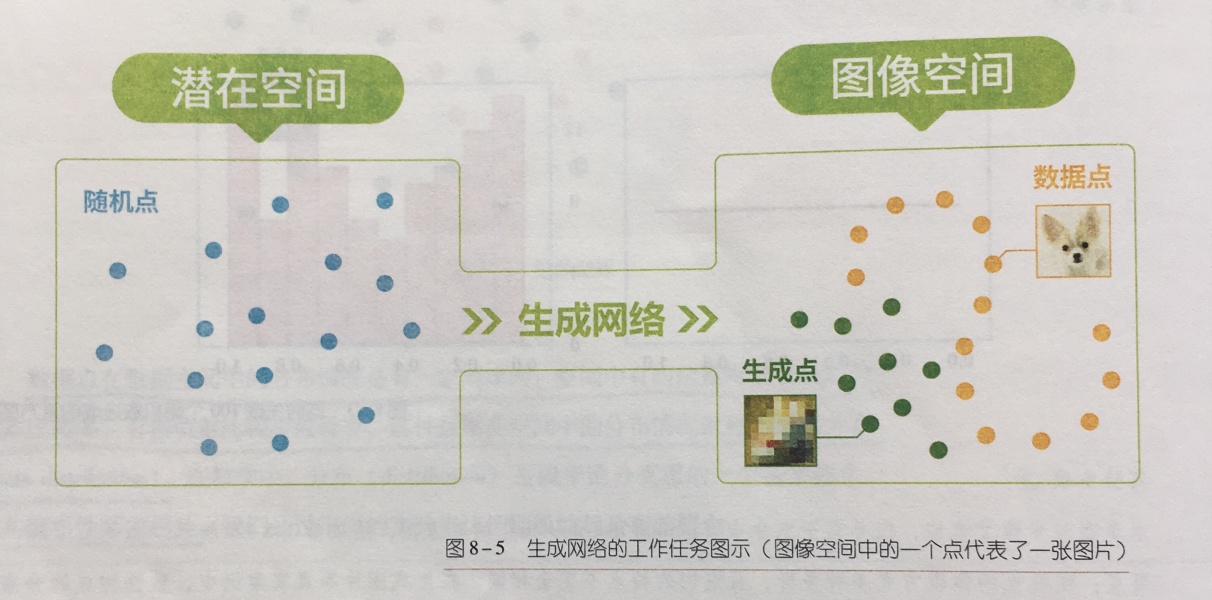 潜在空间
图像空间
随机点
数据点
生成网络
生成点
图8-5 生成网络的工作任务图示（图像空间中的一个点代表了一张图片）